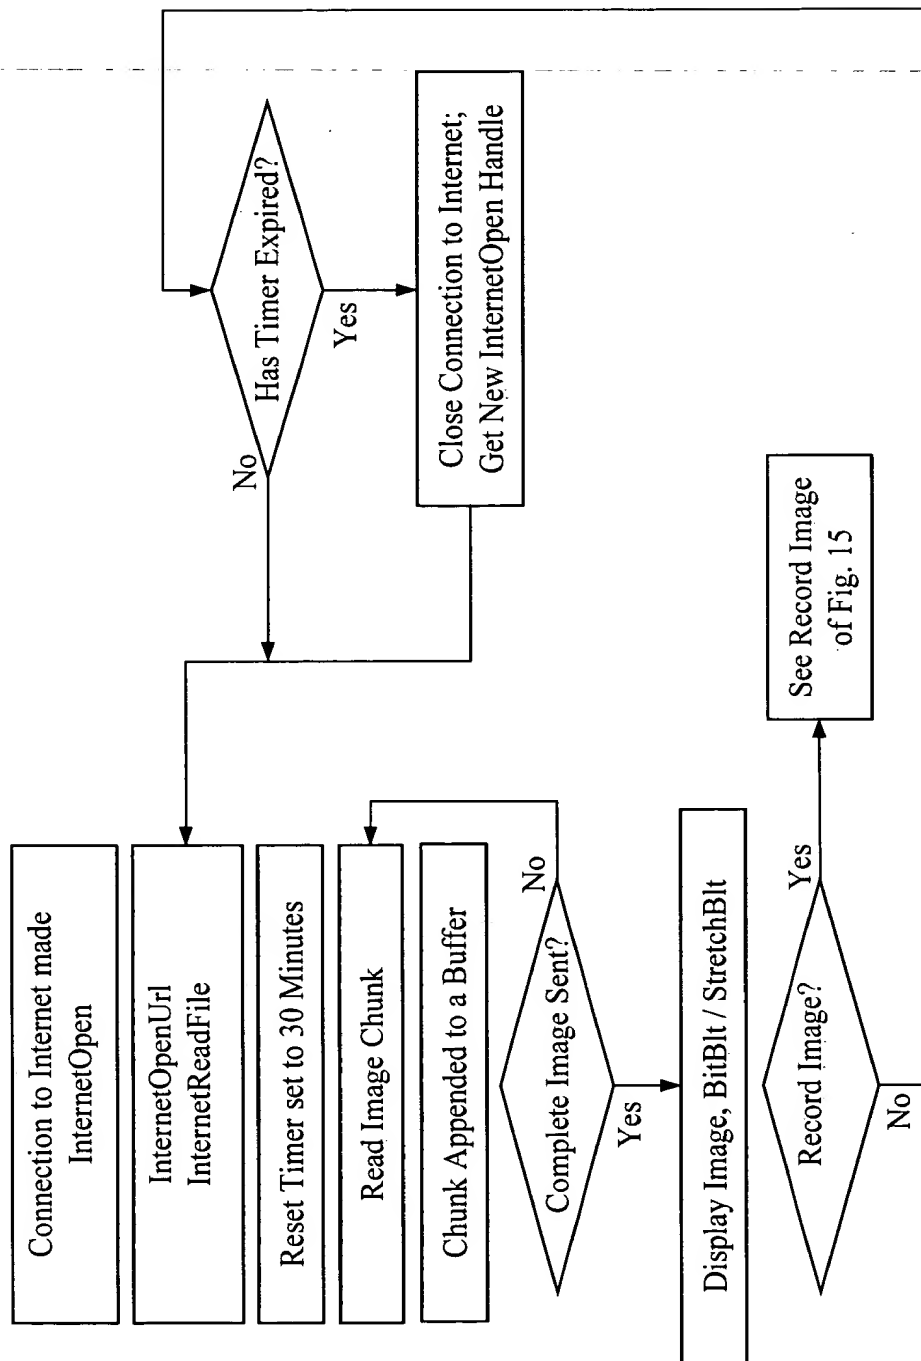 Connection to Internet made
InternetOpen
InternetOpenUrl
InternetReadFile
Reset Timer set to 30 Minutes
Read Image Chunk
Chunk Appended to a Buffer
Complete Image Sent?
No
Yes
Display Image, BitBlt / StretchBlt
Record Image?
Yes
No
See Record Image
of Fig. 15
Has Timer Expired?
No
Yes
Close Connection to Internet;
Get New InternetOpen Handle